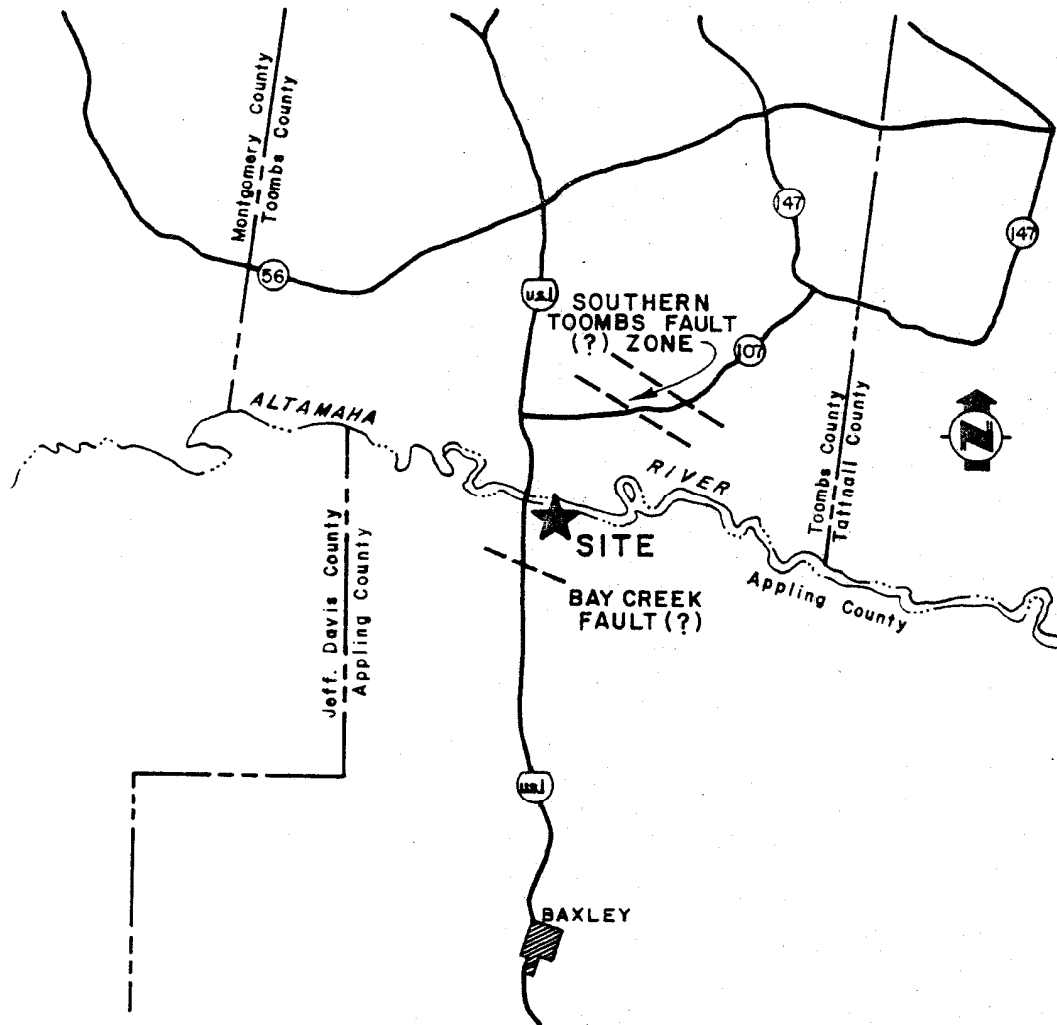 Montgomery County
Toombs County
56
u.s.1
147
147
SOUTHERN
TOOMBS FAULT
(?) ZONE
107
ALTAMAHA
RIVER
N
Toombs County
Tattnall County
SITE
Jeff. Davis County
Appling County
BAY CREEK
FAULT (?)
Appling County
u.s.1
BAXLEY